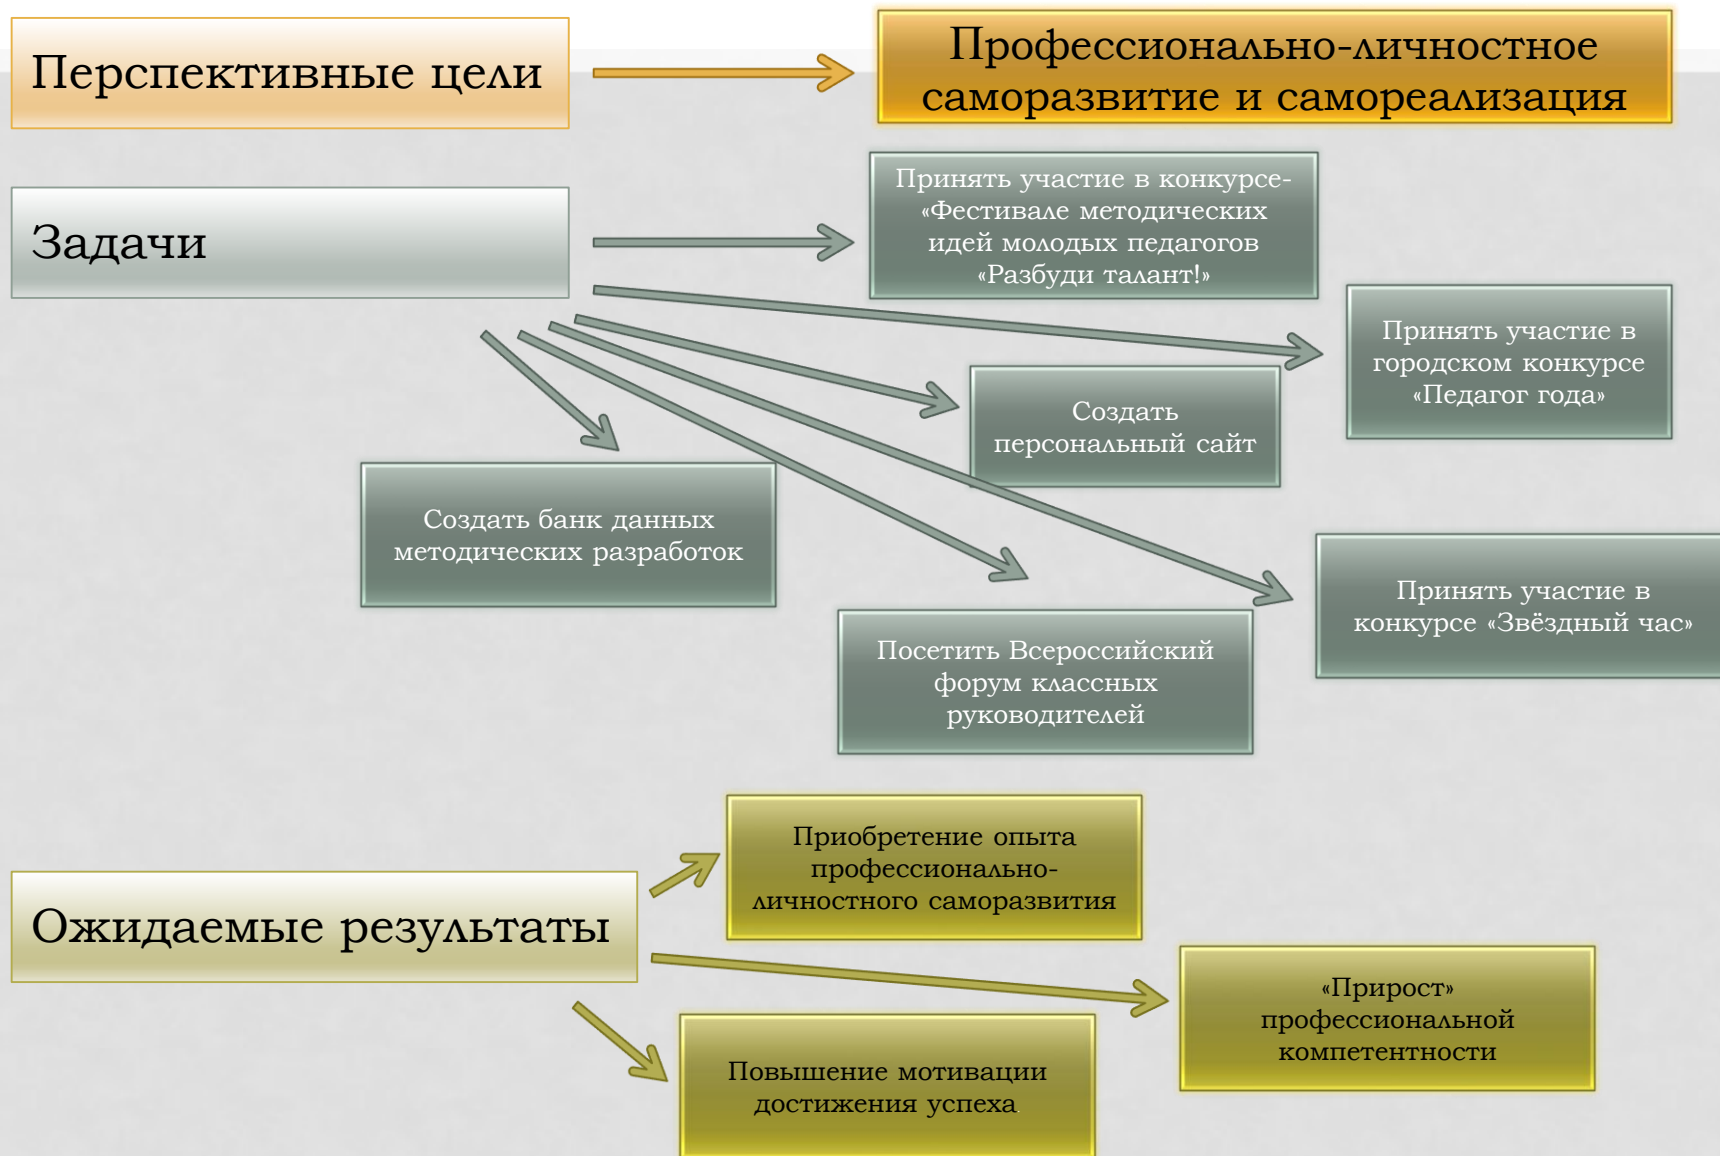 Перспективные цели
Профессионально-личностное
саморазвитие и самореализация
Задачи
Принять участие в конкурсе-
«Фестивале методических
идей молодых педагогов
«Разбуди талант!»
Принять участие в
городском конкурсе
«Педагог года»
Создать
персональный сайт
Создать банк данных
методических разработок
Принять участие в
конкурсе «Звёздный час»
Посетить Всероссийский
форум классных
руководителей
Ожидаемые результаты
Приобретение опыта
профессионально-
личностного саморазвития
«Прирост»
профессиональной
компетентности
Повышение мотивации
достижения успеха.